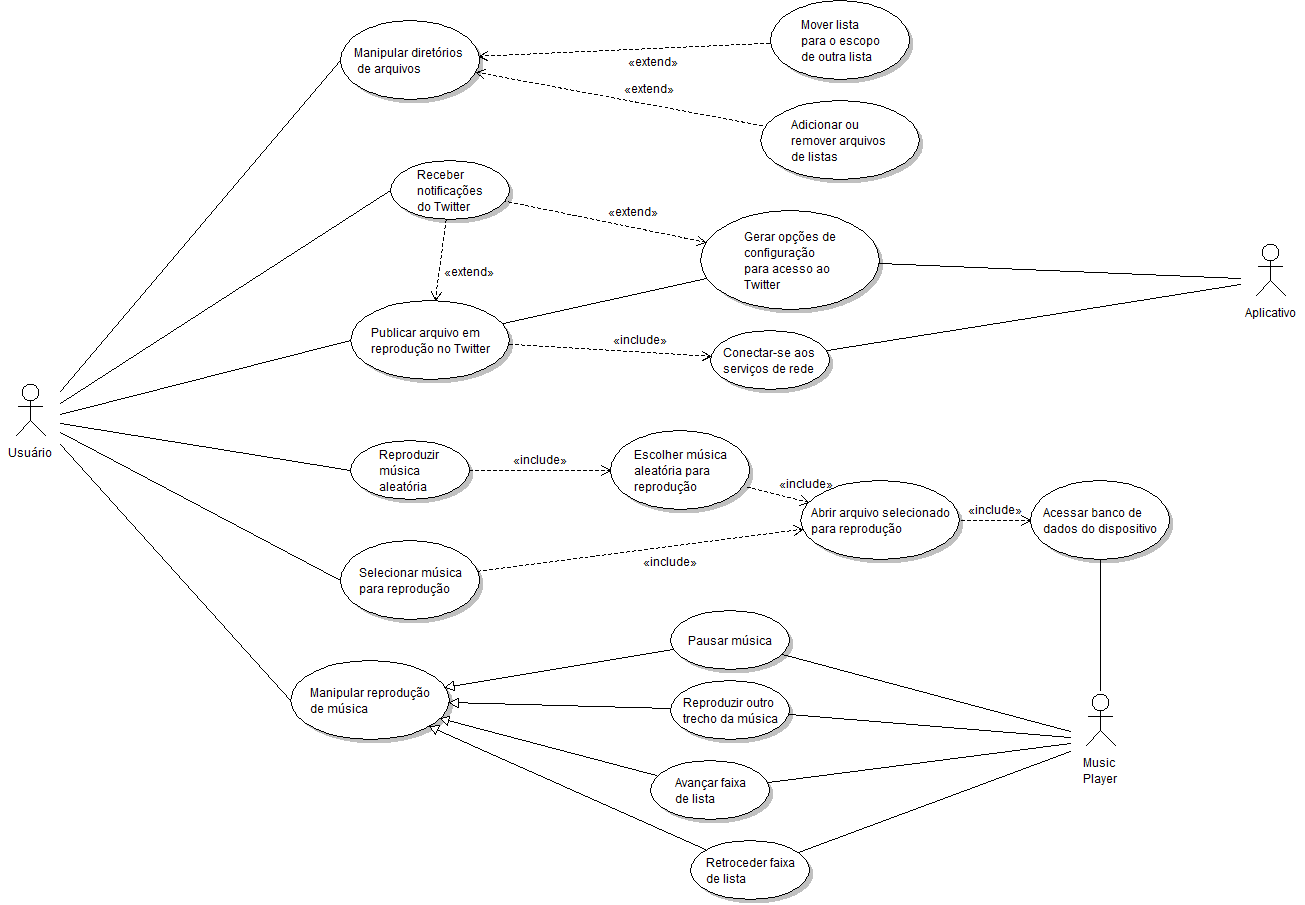 Mover lista
para o escopo
de outra lista
Manipular diretórios
de arquivos
«extend»
«extend»
Adicionar ou
remover arquivos
de listas
Receber
notificações
do Twitter
«extend»
Gerar opções de
configuração
para acesso ao
Twitter
«extend»
Aplicativo
Publicar arquivo em
reprodução no Twitter
«include»
Conectar-se aos
serviços de rede
Usuário
Reproduzir
música
aleatória
«include»
Escolher música
aleatória para
reprodução
«include»
Abrir arquivo selecionado
para reprodução
«include»
Acessar banco de
dados do dispositivo
Selecionar música
para reprodução
«include»
Pausar música
Manipular reprodução
de música
Reproduzir outro
trecho da música
Music
Player
Avançar faixa
de lista
Retroceder faixa
de lista